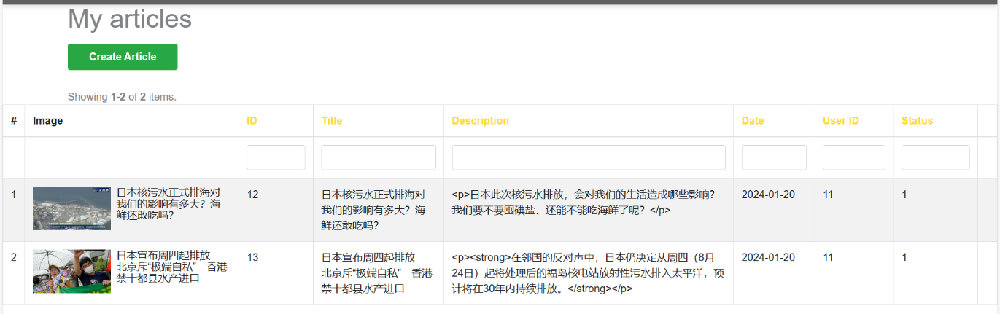 My articles
Create Article
Showing 1-2 of 2 items.
# Image ID Title Description Date User ID Status
1
日本核污水正式排海对
我们的影响有多大？海
鲜还敢吃吗？
12
日本核污水正式排海对
我们的影响有多大？海
鲜还敢吃吗？
<p>日本此次核污水排放，会对我们的生活造成哪些影响？
我们要不要囤碘盐、还能不能吃海鲜了呢？</p>
2024-01-20
11
1
2
日本宣布周四起排放
北京斥“极端自私” 香港
禁十都县水产进口
13
日本宣布周四起排放
北京斥“极端自私” 香港
禁十都县水产进口
<p><strong>在邻国的反对声中，日本仍决定从周四（8月
24日）起将处理后的福岛核电站放射性污水排入太平洋，预
计将在30年内持续排放。</strong></p>
2024-01-20
11
1